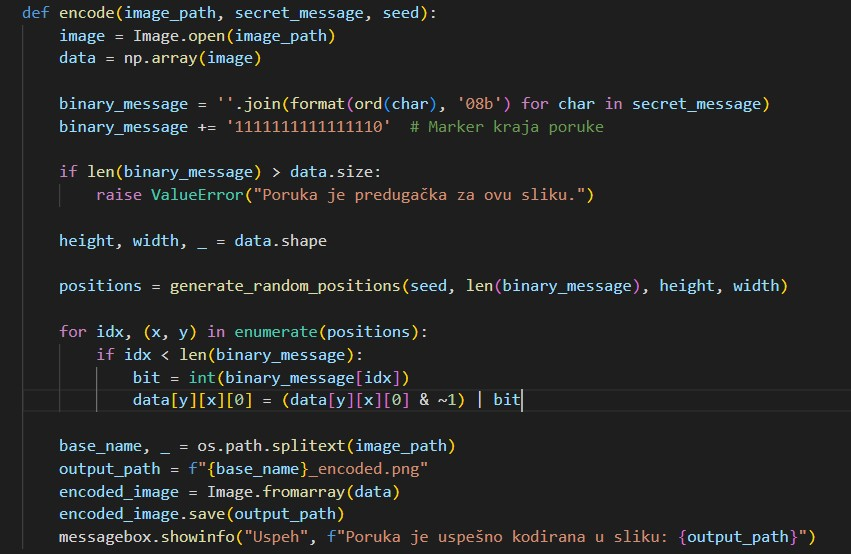 def encode(image_path, secret_message, seed):
    image = Image.open(image_path)
    data = np.array(image)

    binary_message = ''.join(format(ord(char), '08b') for char in secret_message)
    binary_message += '1111111111111110'  # Marker kraja poruke

    if len(binary_message) > data.size:
        raise ValueError("Poruka je predugačka za ovu sliku.")

    height, width, _ = data.shape

    positions = generate_random_positions(seed, len(binary_message), height, width)

    for idx, (x, y) in enumerate(positions):
        if idx < len(binary_message):
            bit = int(binary_message[idx])
            data[y][x][0] = (data[y][x][0] & ~1) | bit

    base_name, _ = os.path.splitext(image_path)
    output_path = f"{base_name}_encoded.png"
    encoded_image = Image.fromarray(data)
    encoded_image.save(output_path)
    messagebox.showinfo("Uspeh", f"Poruka je uspešno kodirana u sliku: {output_path}")